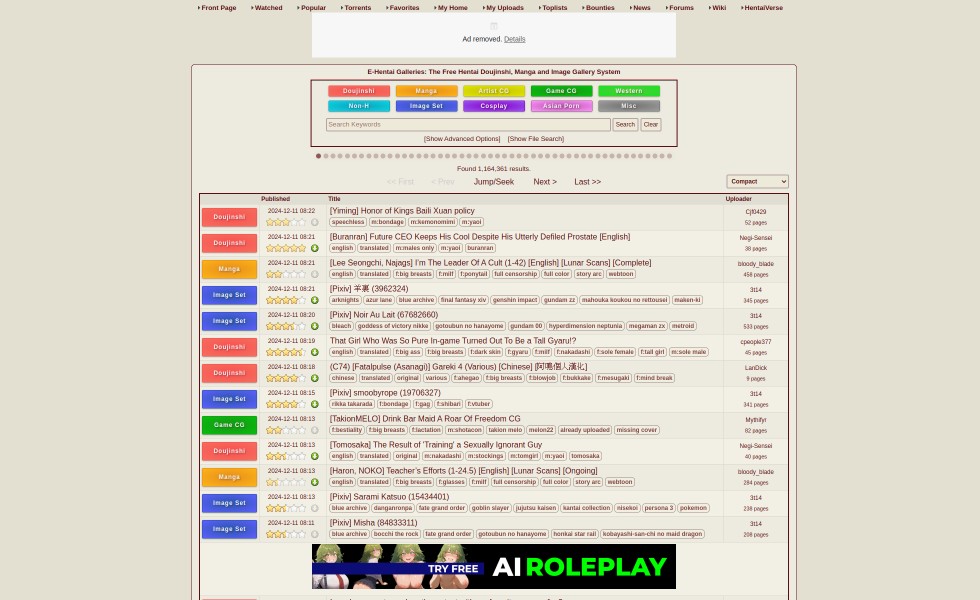 Front Page Watched Popular Torrents Favorites My Home My Uploads Toplists Bounties News Forums Wiki HentaiVerse
Ad removed. Details
E-Hentai Galleries: The Free Hentai Doujinshi, Manga and Image Gallery System
Doujinshi Manga Artist CG Game CG Western
Non-H Image Set Cosplay Asian Porn Misc
Search Keywords Search Clear
[Show Advanced Options] [Show File Search]
Found 1,164,361 results.
<< First < Prev Jump/Seek Next > Last >> Compact
Published Title Uploader
Doujinshi 2024-12-11 08:22 [Yiming] Honor of Kings Baili Xuan policy Cjf0429
speechless m:bondage m:kemonomimi m:yaoi 52 pages
Doujinshi 2024-12-11 08:21 [Buranran] Future CEO Keeps His Cool Despite His Utterly Defiled Prostate [English] Negi-Sensei
english translated m:males only m:yaoi buranran 38 pages
Manga 2024-12-11 08:21 [Lee Seongchi, Najags] I'm The Leader Of A Cult (1-42) [English] [Lunar Scans] [Complete] bloody_blade
english translated f:big breasts f:milf f:ponytail full censorship full color story arc webtoon 458 pages
Image Set 2024-12-11 08:21 [Pixiv] 羊裏 (3962324) 3t14
arknights azur lane blue archive final fantasy xiv genshin impact gundam zz mahouka koukou no rettousei maken-ki 345 pages
Image Set 2024-12-11 08:20 [Pixiv] Noir Au Lait (67682660) 3t14
bleach goddess of victory nikke gotoubun no hanayome gundam 00 hyperdimension neptunia megaman zx metroid 533 pages
Doujinshi 2024-12-11 08:19 That Girl Who Was So Pure In-game Turned Out To Be a Tall Gyaru!? cpeople377
english translated f:big ass f:big breasts f:dark skin f:gyaru f:milf f:nakadashi f:sole female f:tall girl m:sole male 45 pages
Doujinshi 2024-12-11 08:18 (C74) [Fatalpulse (Asanagi)] Gareki 4 (Various) [Chinese] [阿鳴個人漢化] LanDick
chinese translated original various f:ahegao f:big breasts f:blowjob f:bukkake f:mesugaki f:mind break 9 pages
Image Set 2024-12-11 08:15 [Pixiv] smoobyrope (19706327) 3t14
rikka takarada f:bondage f:gag f:shibari f:vtuber 341 pages
Game CG 2024-12-11 08:13 [TakionMELO] Drink Bar Maid A Roar Of Freedom CG Mythifyr
f:bestiality f:big breasts f:lactation m:shotacon takion melo melon22 already uploaded missing cover 82 pages
Doujinshi 2024-12-11 08:13 [Tomosaka] The Result of 'Training' a Sexually Ignorant Guy Negi-Sensei
english translated original m:nakadashi m:stockings m:tomgirl m:yaoi tomosaka 40 pages
Manga 2024-12-11 08:13 [Haron, NOKO] Teacher's Efforts (1-24.5) [English] [Lunar Scans] [Ongoing] bloody_blade
english translated f:big breasts f:glasses f:milf full censorship full color story arc webtoon 284 pages
Image Set 2024-12-11 08:13 [Pixiv] Sarami Katsuo (15434401) 3t14
blue archive danganronpa fate grand order goblin slayer jujutsu kaisen kantai collection nisekoi persona 3 pokemon 238 pages
Image Set 2024-12-11 08:11 [Pixiv] Misha (84833311) 3t14
blue archive bocchi the rock fate grand order gotoubun no hanayome honkai star rail kobayashi-san-chi no maid dragon 208 pages
TRY FREE AI ROLEPLAY